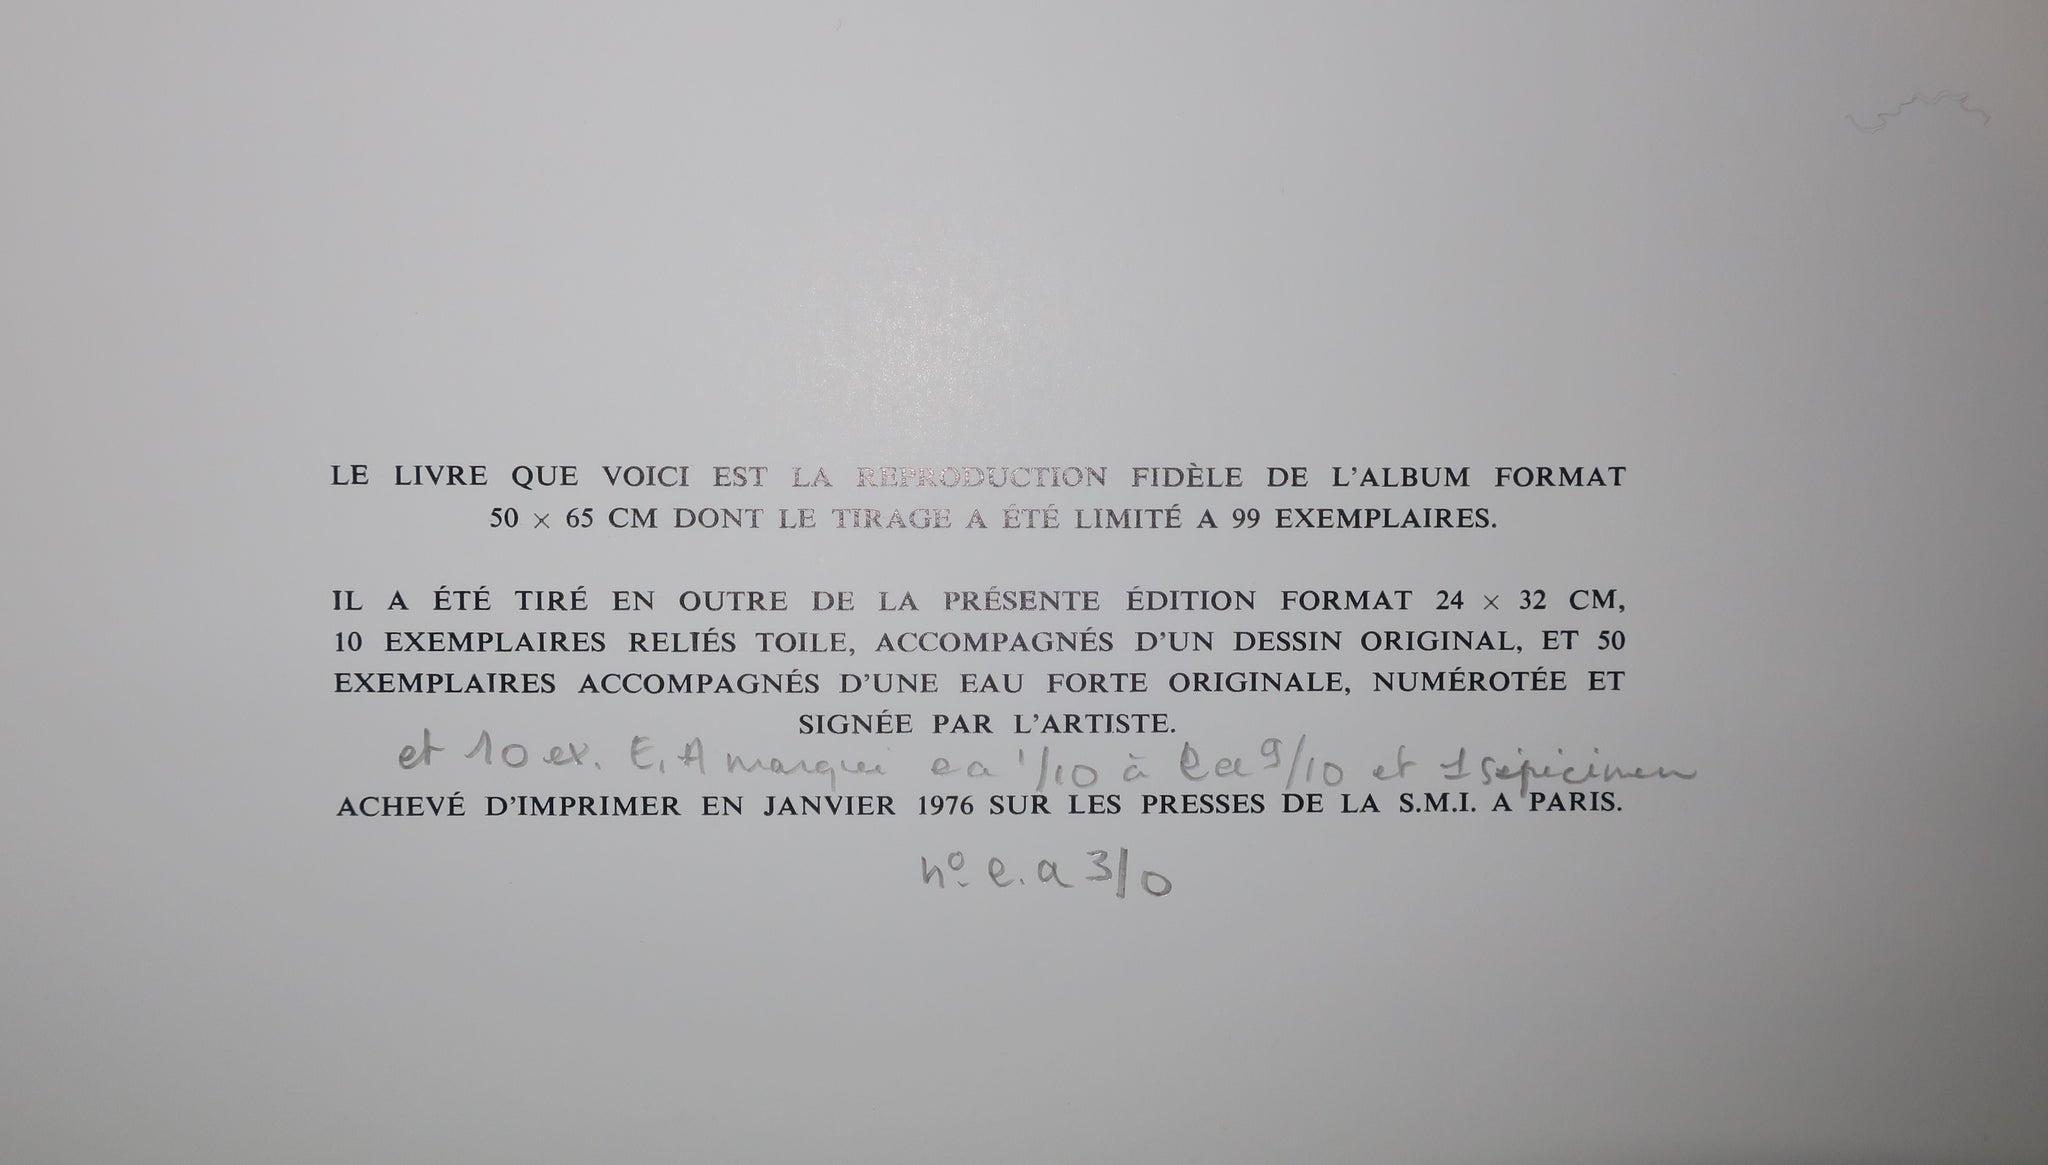 LE LIVRE QUE VOICI EST LA REPRODUCTION FIDÈLE DE L'ALBUM FORMAT
50 × 65 CM DONT LE TIRAGE A ÉTÉ LIMITÉ A 99 EXEMPLAIRES.
IL A ÉTÉ TIRÉ EN OUTRE DE LA PRÉSENTE ÉDITION FORMAT 24 × 32 CM,
10 EXEMPLAIRES RELIÉS TOILE, ACCOMPAGNÉS D'UN DESSIN ORIGINAL, ET 50
EXEMPLAIRES ACCOMPAGNÉS D'UNE EAU FORTE ORIGINALE, NUMÉROTÉE ET
SIGNÉE PAR L'ARTISTE.
et 10 ex. E.A marqué ea 1/10 à ea 9/10 et 1 spécimen
ACHEVÉ D'IMPRIMER EN JANVIER 1976 SUR LES PRESSES DE LA S.M.I. A PARIS.
nº e.a 3/0